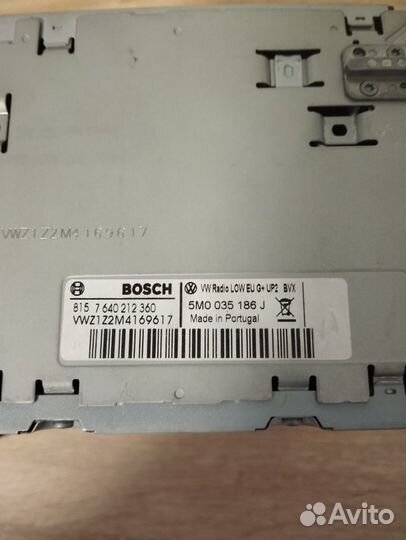 VWZ1Z2M4169617
BOSCH
VW Radio LOW EU G+ UP2 BVX
815 7 640 212 360
5M0 035 186 J
VWZ1Z2M4169617
Made in Portugal
Avito